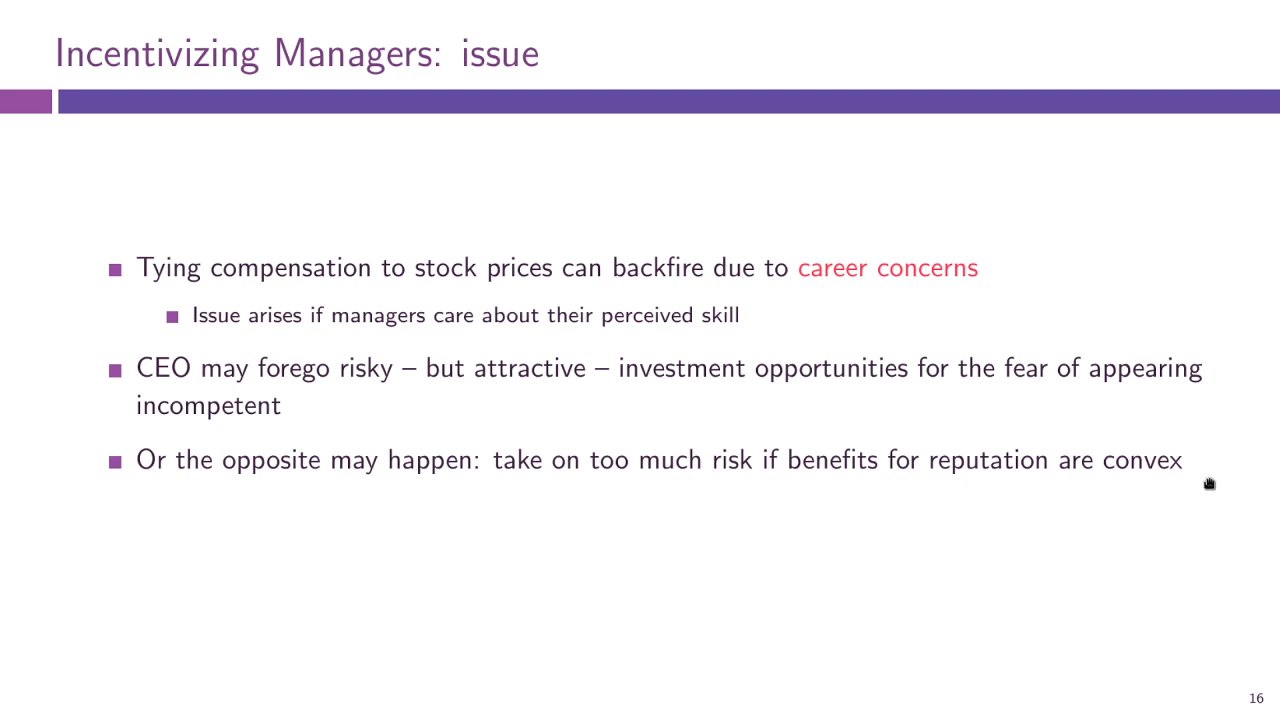 Incentivizing Managers: issue
Tying compensation to stock prices can backfire due to career concerns
Issue arises if managers care about their perceived skill
CEO may forego risky – but attractive – investment opportunities for the fear of appearing
incompetent
Or the opposite may happen: take on too much risk if benefits for reputation are convex
16